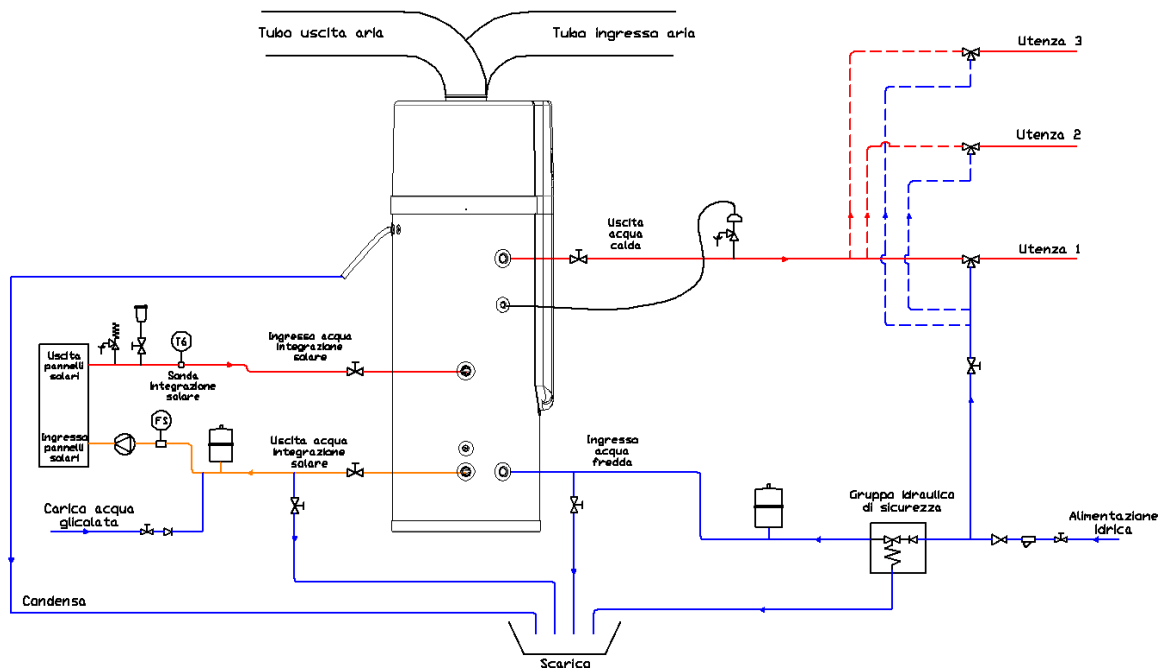 Tubo uscita aria
Tubo ingresso aria
Utenza 3
Utenza 2
Uscita
acqua
calda
Utenza 1
Ingresso acqua
integrazione
solare
T6
Uscita
pannelli
solari
Sonda
integrazione
solare
FS
Ingresso
pannelli
solari
Uscita acqua
integrazione
solare
Ingresso
acqua
fredda
Carica acqua
glicolata
Gruppo idraulico
di sicurezza
Alimentazione
idrica
Condensa
Scarico